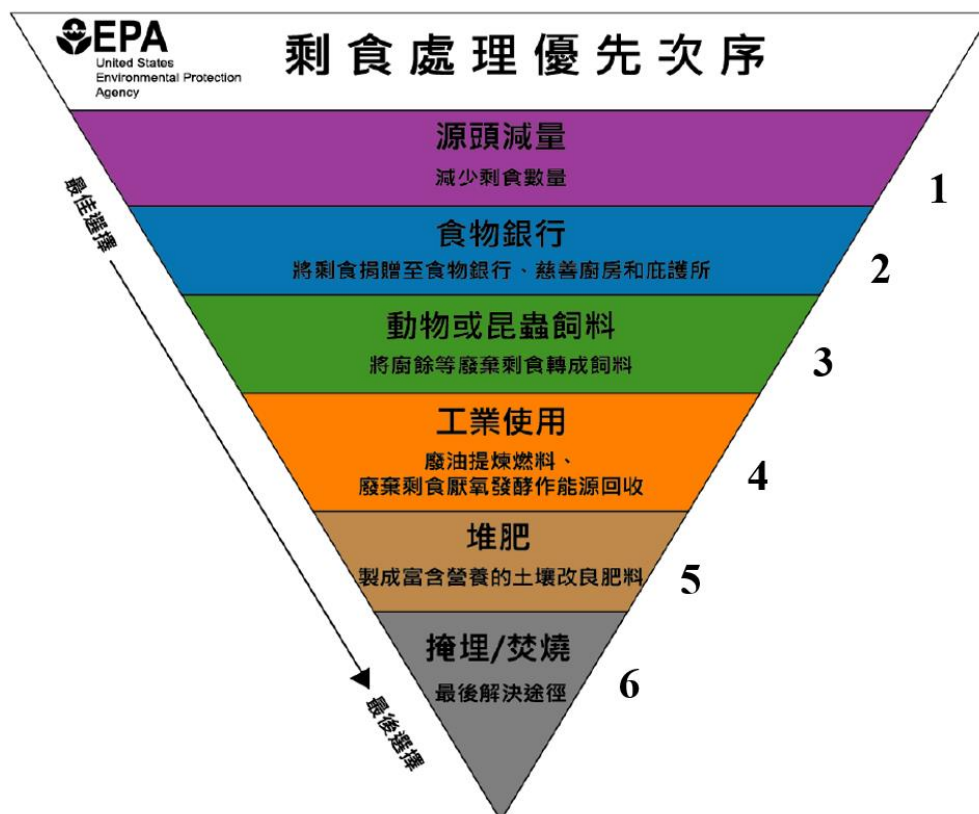 EPA
United States
Environmental Protection
Agency
剩食處理優先次序
源頭減量
減少剩食數量
1
食物銀行
將剩食捐贈至食物銀行、慈善廚房和庇護所
2
動物或昆蟲飼料
將廚餘等廢棄剩食轉成飼料
3
工業使用
廢油提煉燃料、
廢棄剩食厭氧發酵作能源回收
4
堆肥
製成富含營養的土壤改良肥料
5
掩埋/焚燒
最後解決途徑
6
最佳選擇
最後選擇